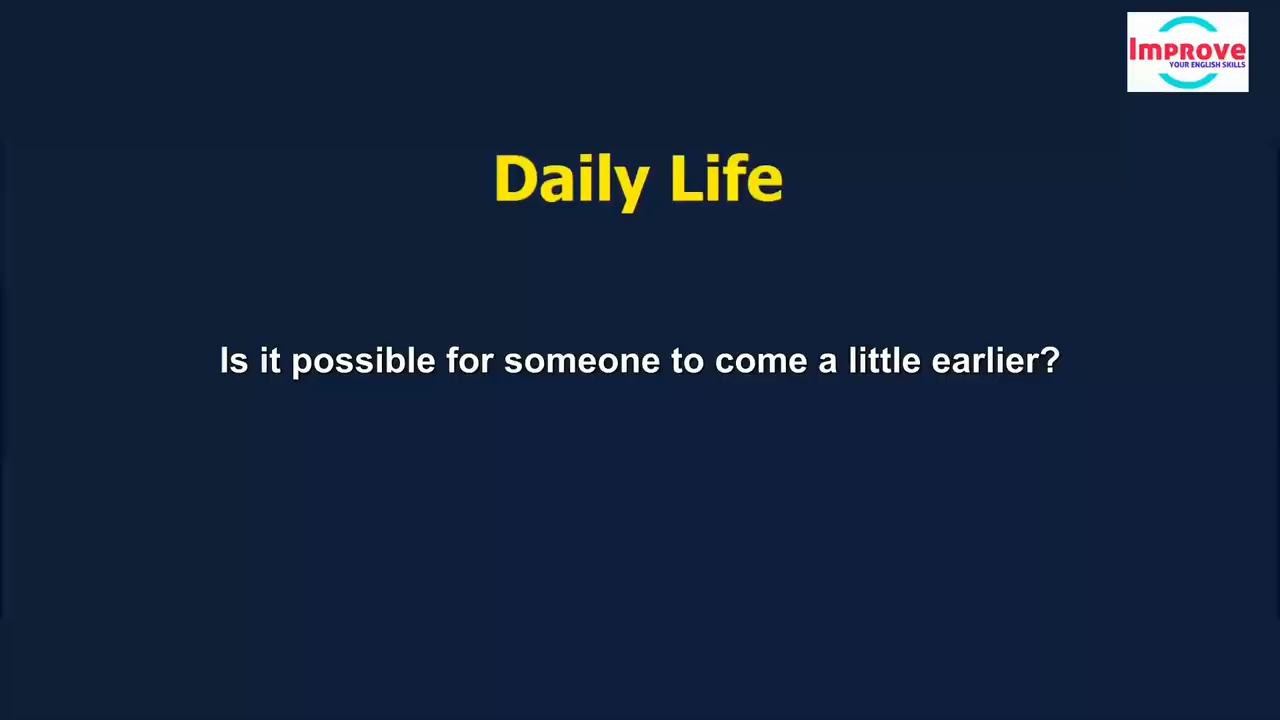 Improve
YOUR ENGLISH SKILLS
Daily Life
Is it possible for someone to come a little earlier?